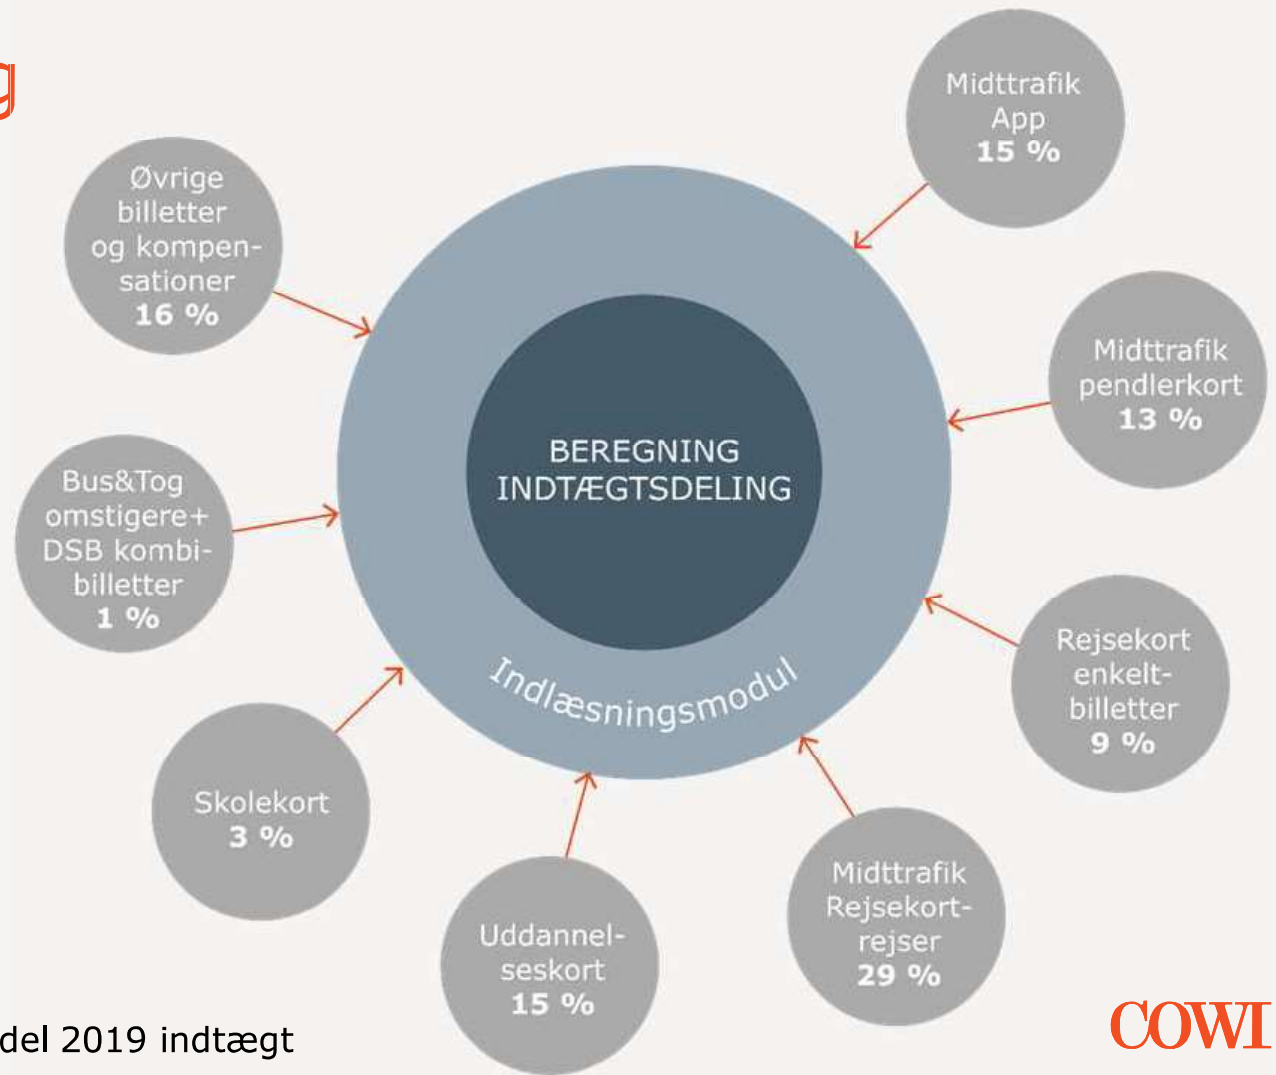 g
Midttrafik
App
15 %
Øvrige
billetter
og kompen-
sationer
16 %
Midttrafik
pendlerkort
13 %
BEREGNING
INDTÆGTSDELING
Bus&Tog
omstigere+
DSB kombi-
billetter
1 %
Rejsekort
enkelt-
billetter
9 %
Indlæsningsmodul
Skolekort
3 %
Midttrafik
Rejsekort-
rejser
29 %
Uddannel-
seskort
15 %
del 2019 indtægt
COWI